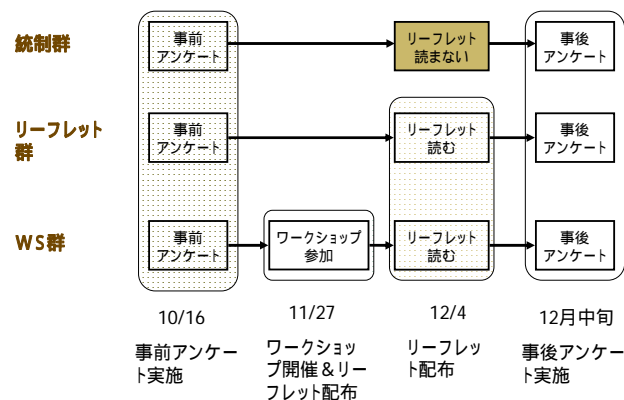 統制群
事前
アンケート
リーフレット
読まない
事後
アンケート
リーフレット
群
事前
アンケート
リーフレット
読む
事後
アンケート
WS群
事前
アンケート
ワークショップ
参加
リーフレット
読む
事後
アンケート
10/16
11/27
12/4
12月中旬
事前アンケー
ト実施
ワークショッ
プ開催＆リー
フレット配布
リーフレッ
ト配布
事後アンケー
ト実施